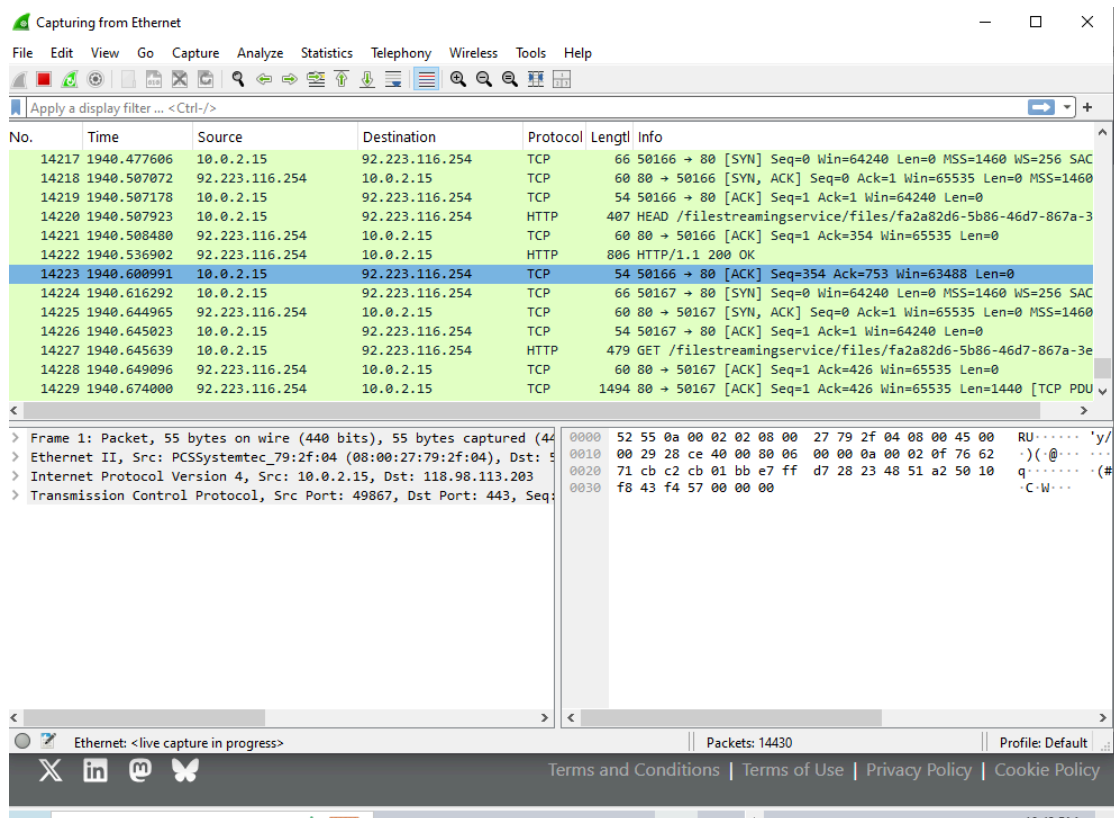 Capturing from Ethernet
File Edit View Go Capture Analyze Statistics Telephony Wireless Tools Help
Apply a display filter ... <Ctrl-/>
No. Time Source Destination Protocol Lengtl Info
14217 1940.477606 10.0.2.15 92.223.116.254 TCP 66 50166 → 80 [SYN] Seq=0 Win=64240 Len=0 MSS=1460 WS=256 SAC
14218 1940.507072 92.223.116.254 10.0.2.15 TCP 60 80 → 50166 [SYN, ACK] Seq=0 Ack=1 Win=65535 Len=0 MSS=1460
14219 1940.507178 10.0.2.15 92.223.116.254 TCP 54 50166 → 80 [ACK] Seq=1 Ack=1 Win=64240 Len=0
14220 1940.507923 10.0.2.15 92.223.116.254 HTTP 407 HEAD /filestreamingservice/files/fa2a82d6-5b86-46d7-867a-3
14221 1940.508480 92.223.116.254 10.0.2.15 TCP 60 80 → 50166 [ACK] Seq=1 Ack=354 Win=65535 Len=0
14222 1940.536902 92.223.116.254 10.0.2.15 HTTP 806 HTTP/1.1 200 OK
14223 1940.600991 10.0.2.15 92.223.116.254 TCP 54 50166 → 80 [ACK] Seq=354 Ack=753 Win=63488 Len=0
14224 1940.616292 10.0.2.15 92.223.116.254 TCP 66 50167 → 80 [SYN] Seq=0 Win=64240 Len=0 MSS=1460 WS=256 SAC
14225 1940.644965 92.223.116.254 10.0.2.15 TCP 60 80 → 50167 [SYN, ACK] Seq=0 Ack=1 Win=65535 Len=0 MSS=1460
14226 1940.645023 10.0.2.15 92.223.116.254 TCP 54 50167 → 80 [ACK] Seq=1 Ack=1 Win=64240 Len=0
14227 1940.645639 10.0.2.15 92.223.116.254 HTTP 479 GET /filestreamingservice/files/fa2a82d6-5b86-46d7-867a-3e
14228 1940.649096 92.223.116.254 10.0.2.15 TCP 60 80 → 50167 [ACK] Seq=1 Ack=426 Win=65535 Len=0
14229 1940.674000 92.223.116.254 10.0.2.15 TCP 1494 80 → 50167 [ACK] Seq=1 Ack=426 Win=65535 Len=1440 [TCP PDU
Frame 1: Packet, 55 bytes on wire (440 bits), 55 bytes captured (44
Ethernet II, Src: PCSSystemtec_79:2f:04 (08:00:27:79:2f:04), Dst: 5
Internet Protocol Version 4, Src: 10.0.2.15, Dst: 118.98.113.203
Transmission Control Protocol, Src Port: 49867, Dst Port: 443, Seq:
0000 52 55 0a 00 02 02 08 00 27 79 2f 04 08 00 45 00 RU······ 'y/
0010 00 29 28 ce 40 00 80 06 00 00 0a 00 02 0f 76 62 ·)(·@··· ···
0020 71 cb c2 cb 01 bb e7 ff d7 28 23 48 51 a2 50 10 q······· ·(#
0030 f8 43 f4 57 00 00 00 ·C·W···
Ethernet: <live capture in progress> Packets: 14430 Profile: Default
Terms and Conditions | Terms of Use | Privacy Policy | Cookie Policy